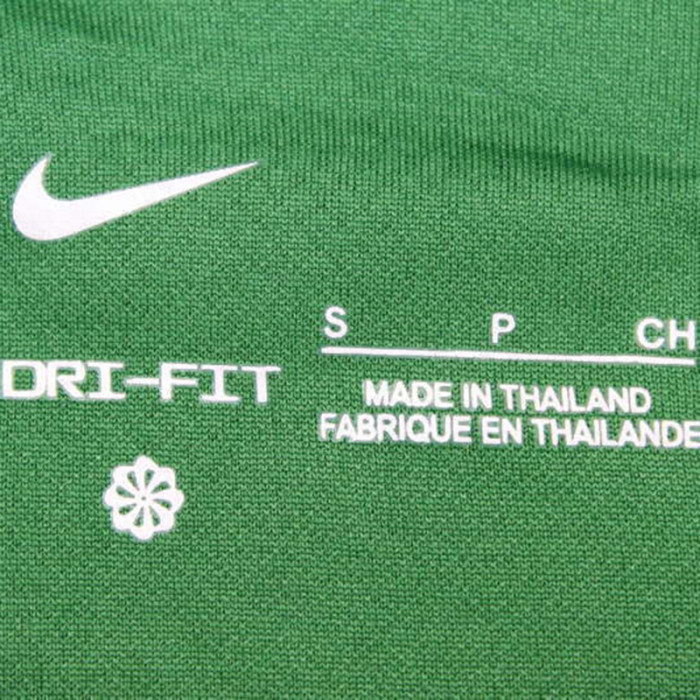 S P CH
DRI-FIT
MADE IN THAILAND
FABRIQUE EN THAILANDE